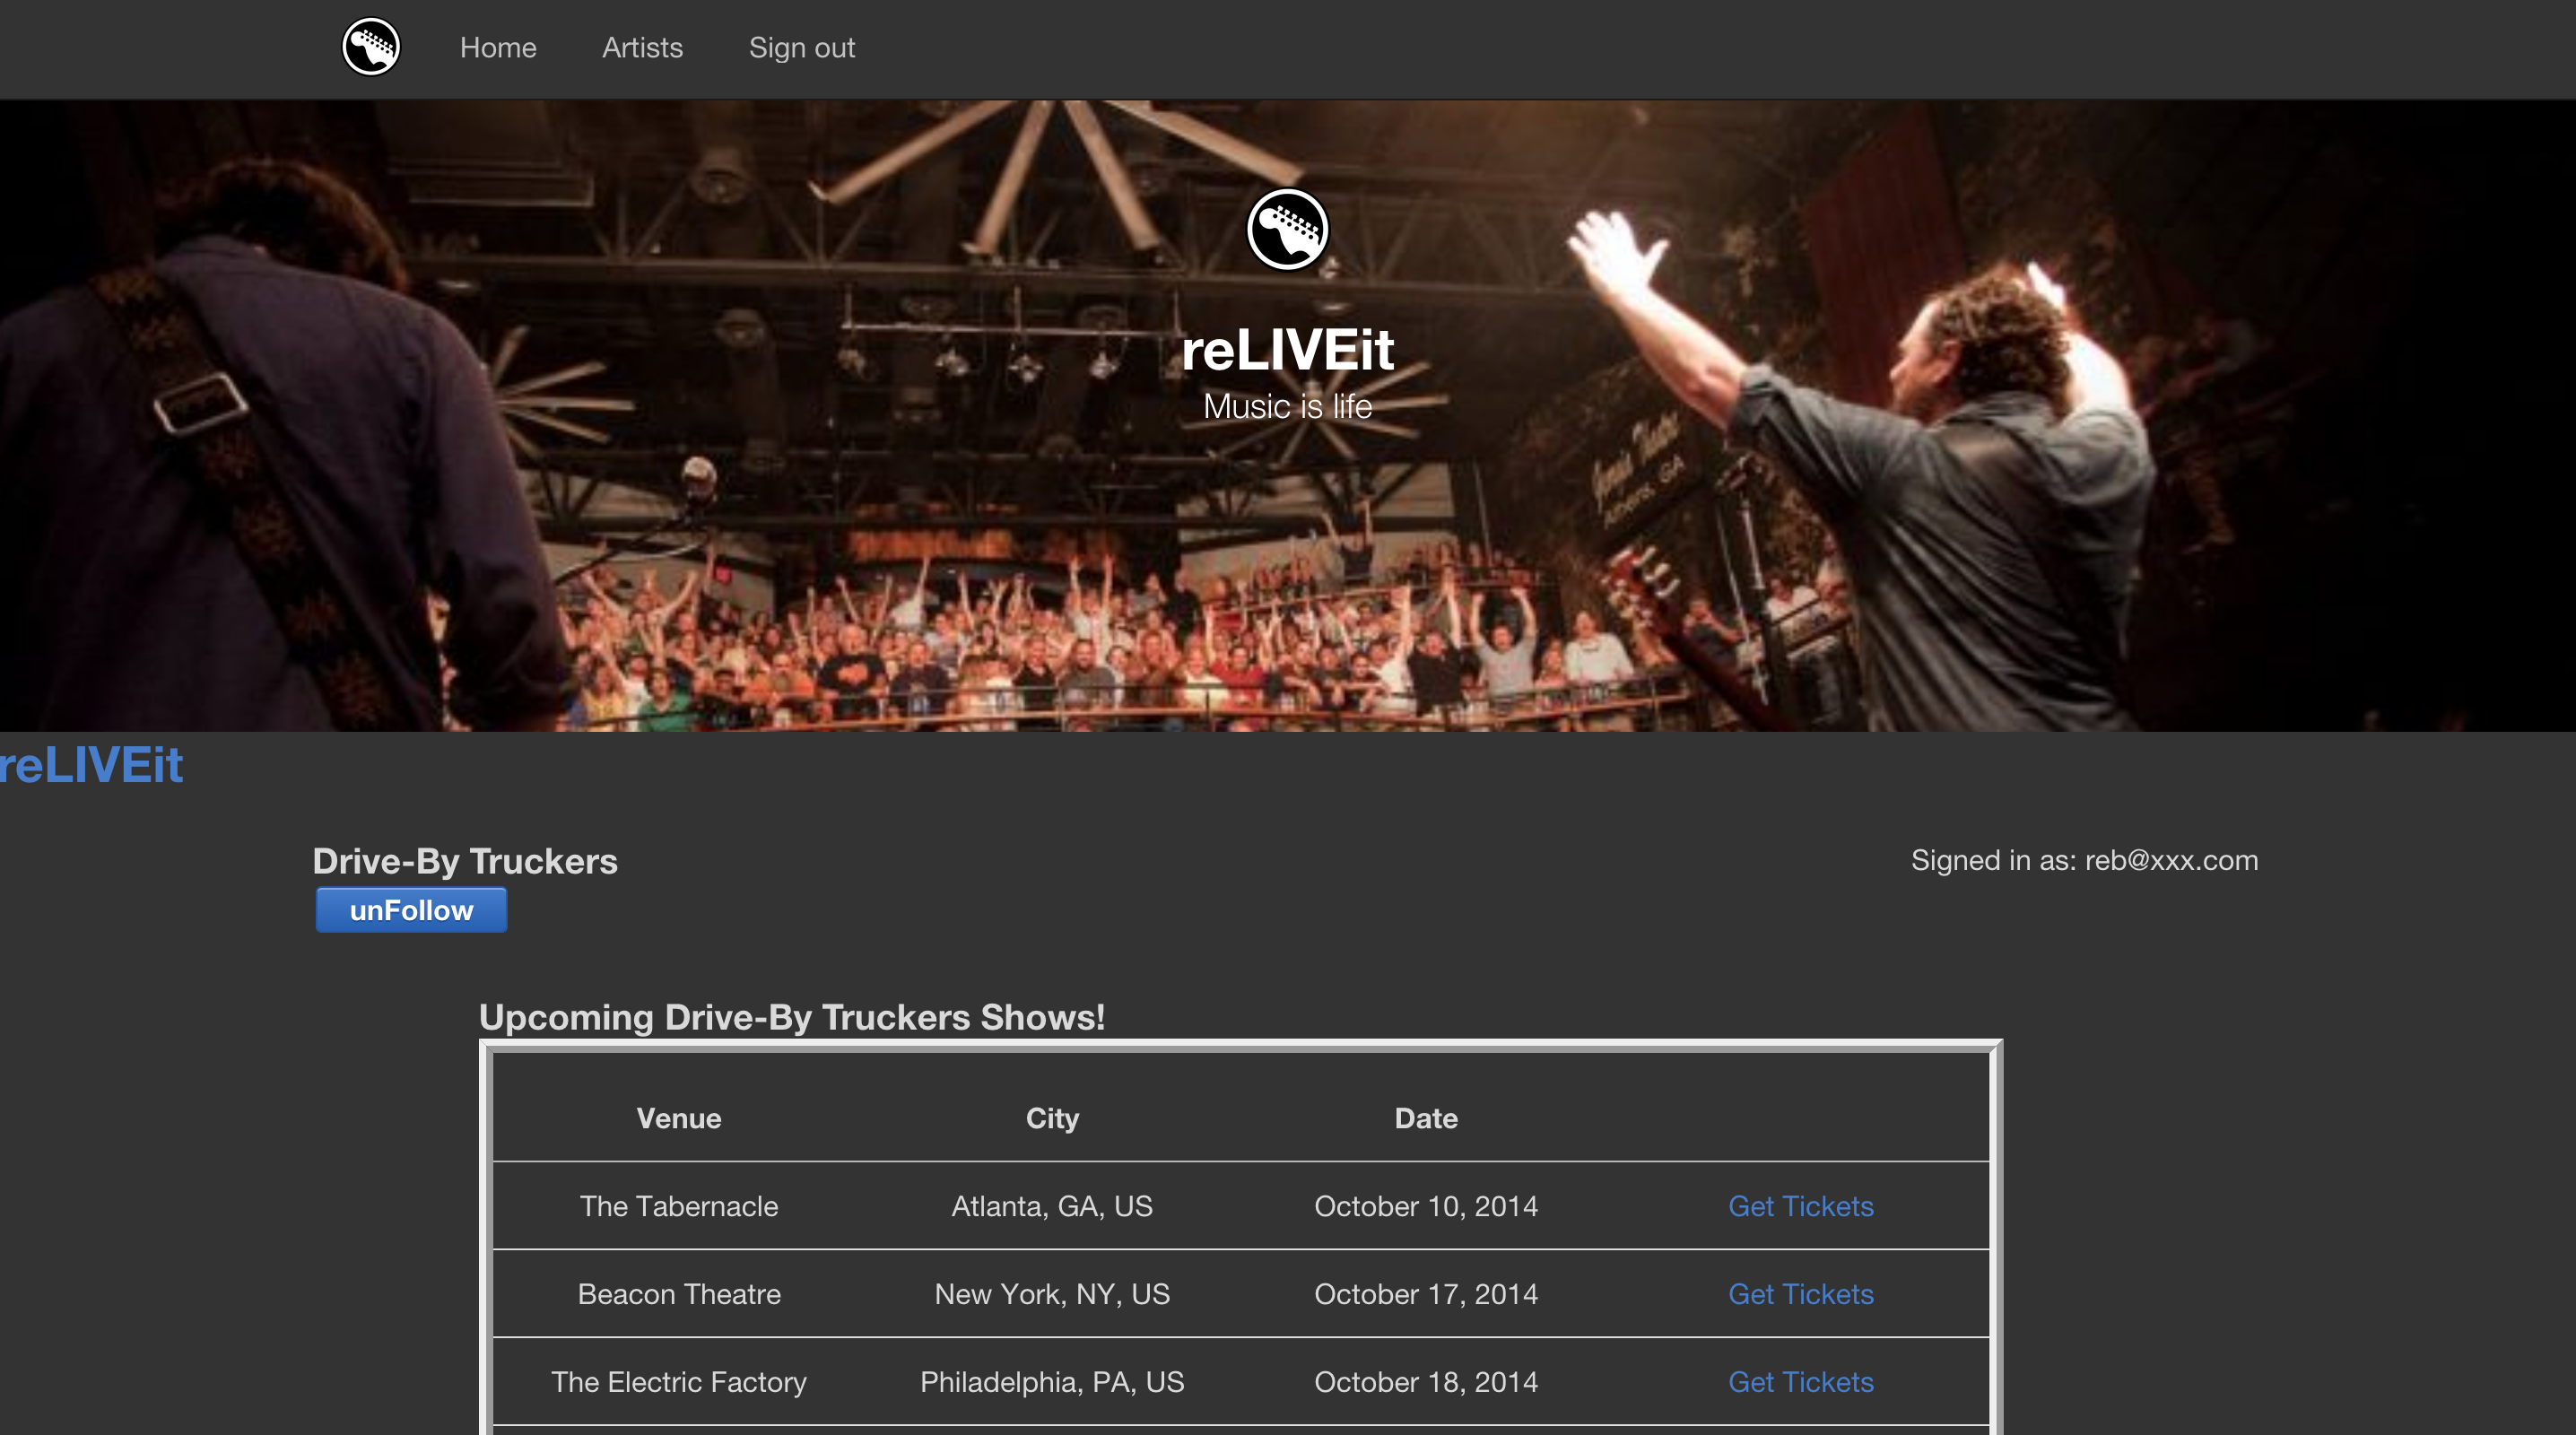 Home Artists Sign out
reLIVEit
Music is life
ATHENS, GA
reLIVEit
Drive-By Truckers
Signed in as: reb@xxx.com
unFollow
Upcoming Drive-By Truckers Shows!
Venue City Date
The Tabernacle Atlanta, GA, US October 10, 2014 Get Tickets
Beacon Theatre New York, NY, US October 17, 2014 Get Tickets
The Electric Factory Philadelphia, PA, US October 18, 2014 Get Tickets